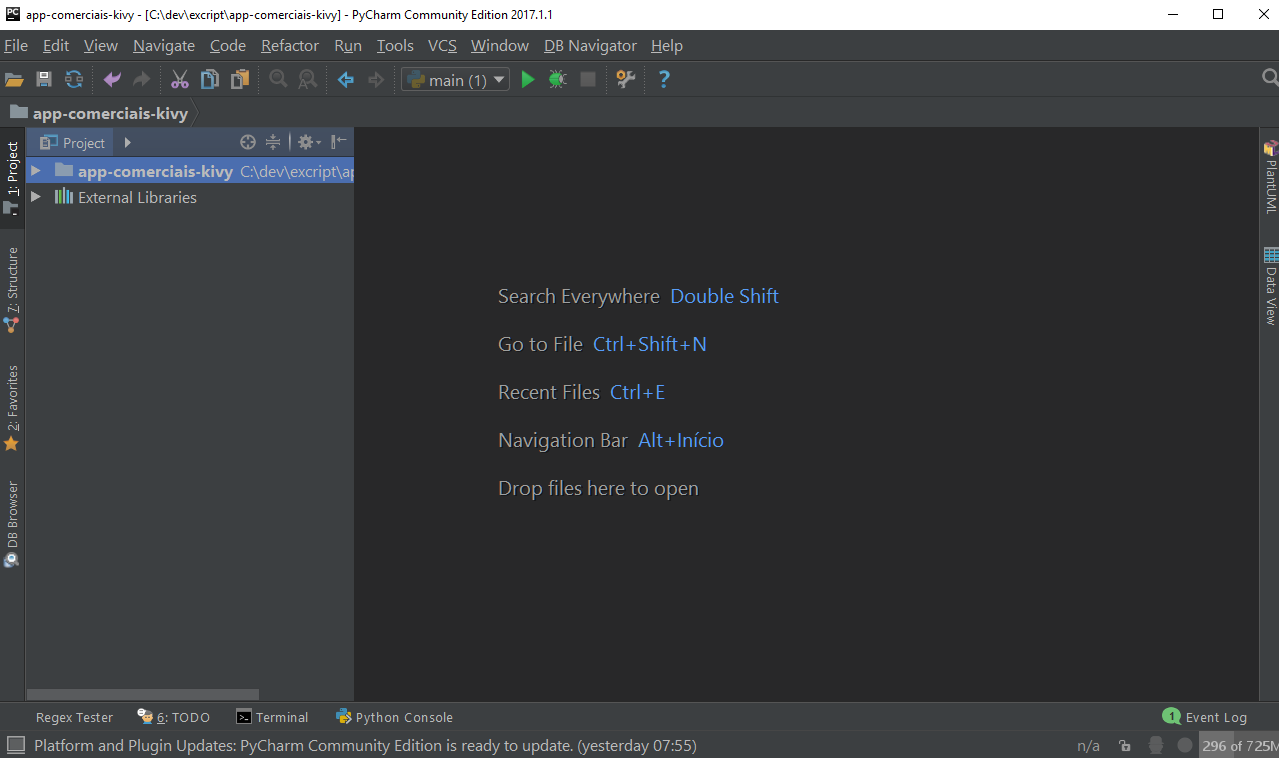 PC app-comerciais-kivy - [C:\dev\excript\app-comerciais-kivy] - PyCharm Community Edition 2017.1.1
File Edit View Navigate Code Refactor Run Tools VCS Window DB Navigator Help
main (1) ?
app-comerciais-kivy
Project
app-comerciais-kivy C:\dev\excript\ap
External Libraries
1: Project
7: Structure
2: Favorites
DB Browser
Search Everywhere Double Shift
Go to File Ctrl+Shift+N
Recent Files Ctrl+E
Navigation Bar Alt+Início
Drop files here to open
PlantUML
Data View
Regex Tester 6: TODO Terminal Python Console 1 Event Log
Platform and Plugin Updates: PyCharm Community Edition is ready to update. (yesterday 07:55) n/a 296 of 725M